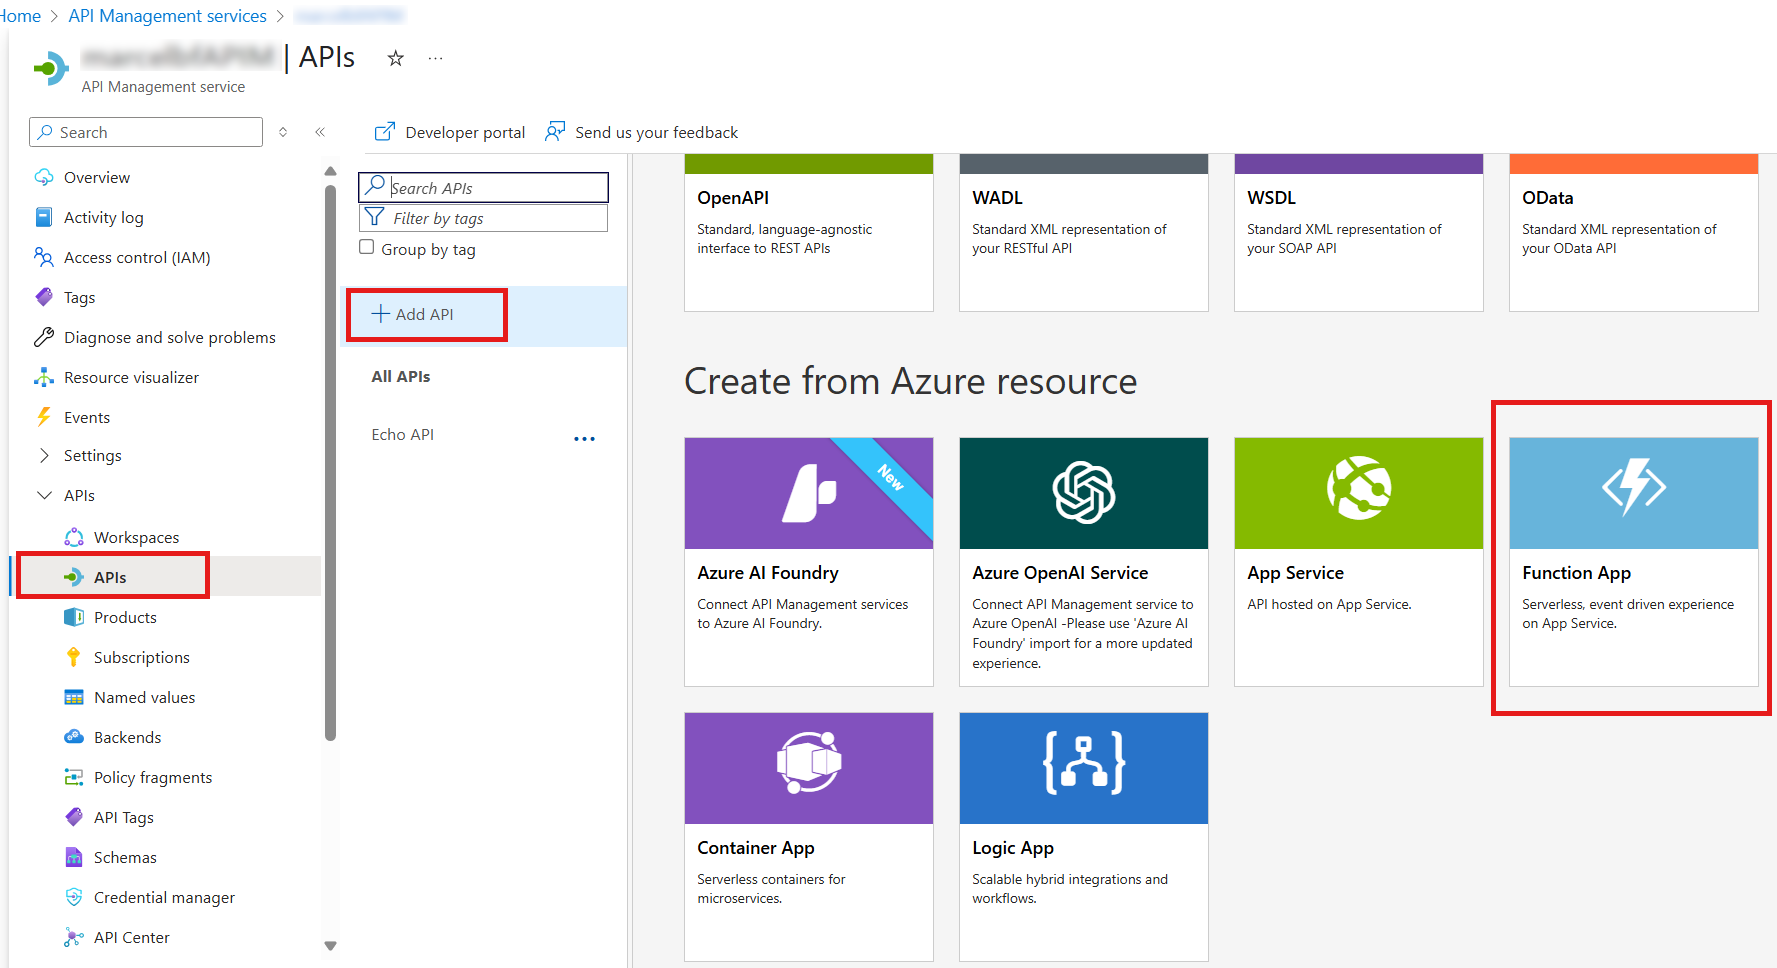 Home > API Management services >
| APIs
API Management service
Search
Developer portal
Send us your feedback
Overview
Activity log
Access control (IAM)
Tags
Diagnose and solve problems
Resource visualizer
Events
Settings
APIs
Workspaces
APIs
Products
Subscriptions
Named values
Backends
Policy fragments
API Tags
Schemas
Credential manager
API Center
Search APIs
Filter by tags
Group by tag
Add API
All APIs
Echo API
OpenAPI
Standard, language-agnostic
interface to REST APIs
WADL
Standard XML representation of
your RESTful API
WSDL
Standard XML representation of
your SOAP API
OData
Standard XML representation of
your OData API
Create from Azure resource
New
Azure AI Foundry
Connect API Management services
to Azure AI Foundry.
Azure OpenAI Service
Connect API Management service to
Azure OpenAI -Please use 'Azure AI
Foundry' import for a more updated
experience.
App Service
API hosted on App Service.
Function App
Serverless, event driven experience
on App Service.
Container App
Serverless containers for
microservices.
Logic App
Scalable hybrid integrations and
workflows.